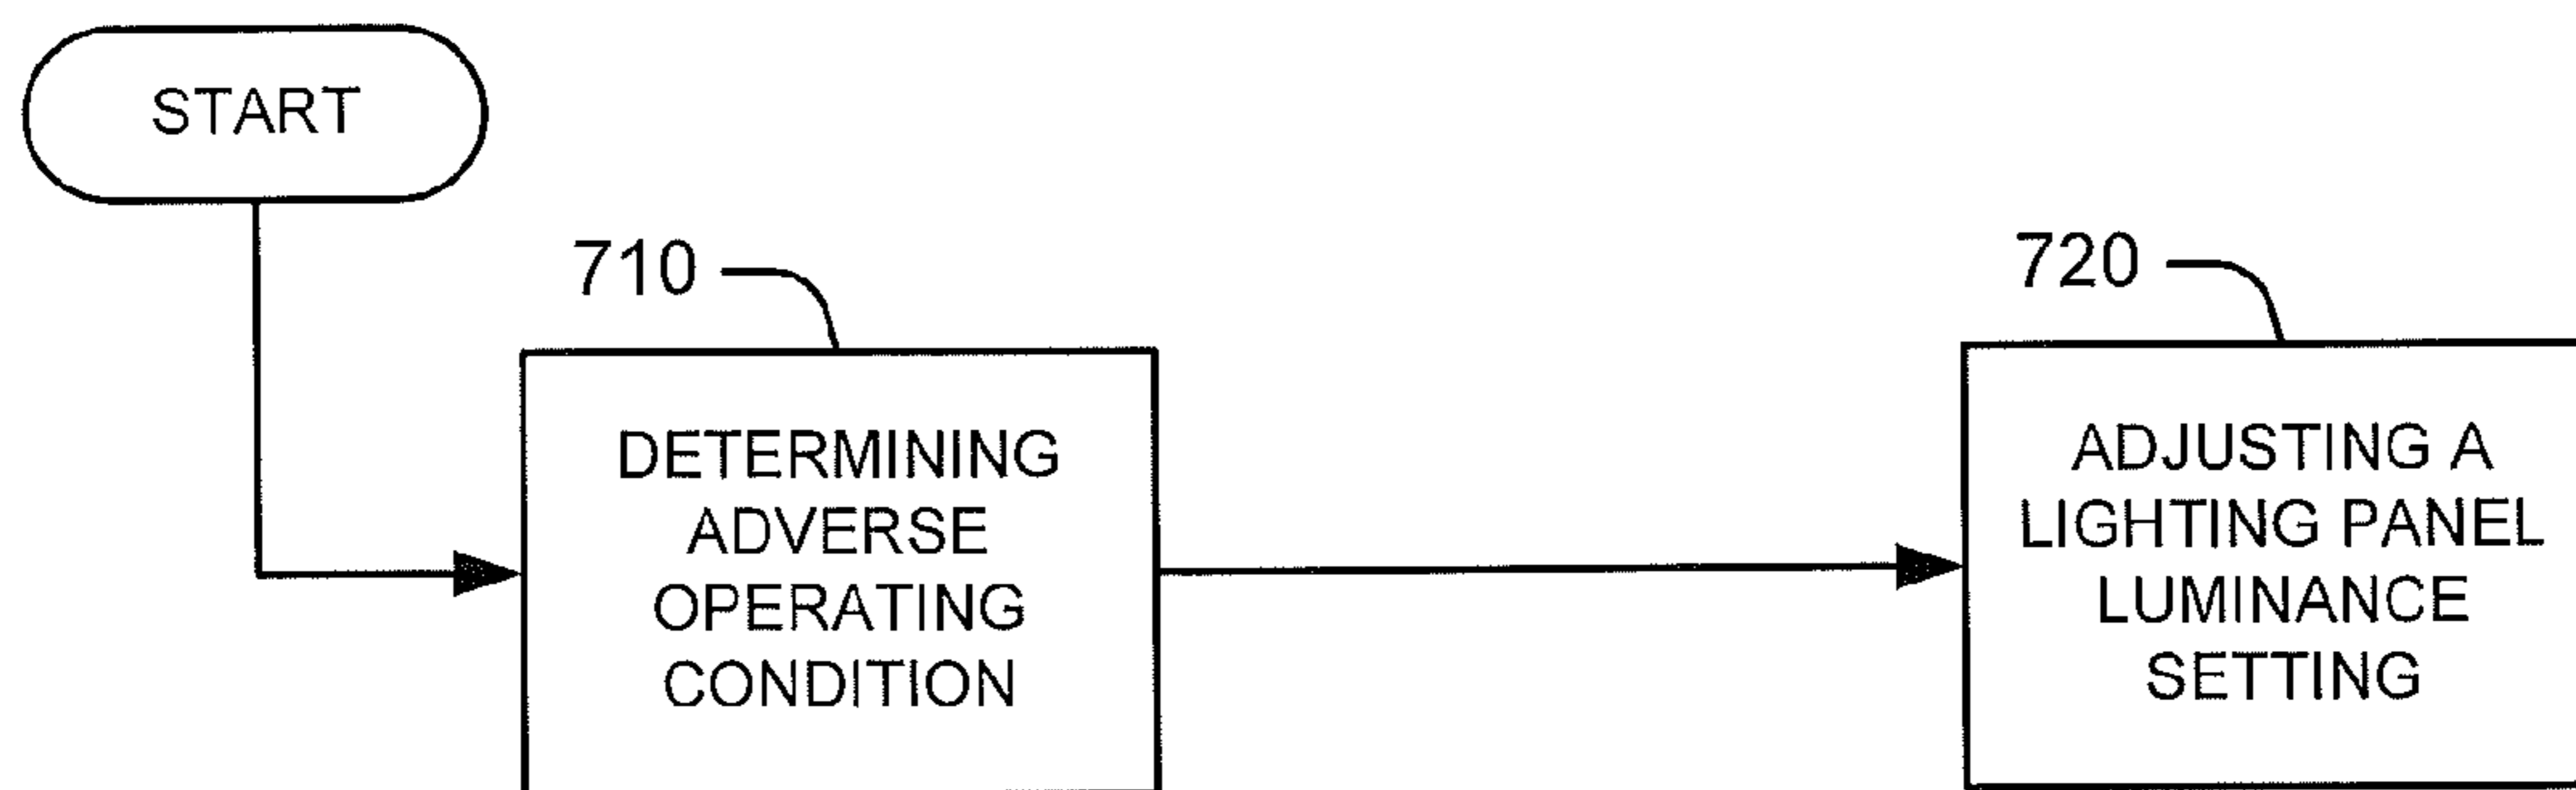 START
710
720
DETERMINING
ADVERSE
OPERATING
CONDITION
ADJUSTING A
LIGHTING PANEL
LUMINANCE
SETTING